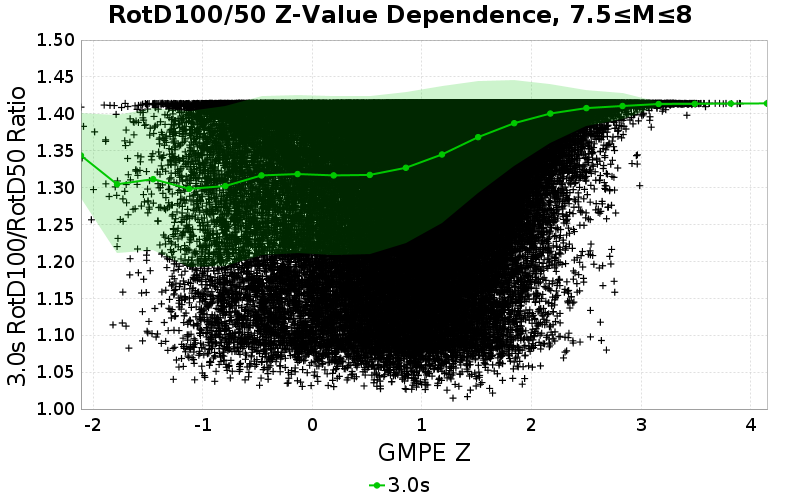 RotD100/50 Z-Value Dependence, 7.5≤M≤8
3.0s RotD100/RotD50 Ratio
1.50
1.45
1.40
1.35
1.30
1.25
1.20
1.15
1.10
1.05
1.00
-2 -1 0 1 2 3 4
GMPE Z
3.0s